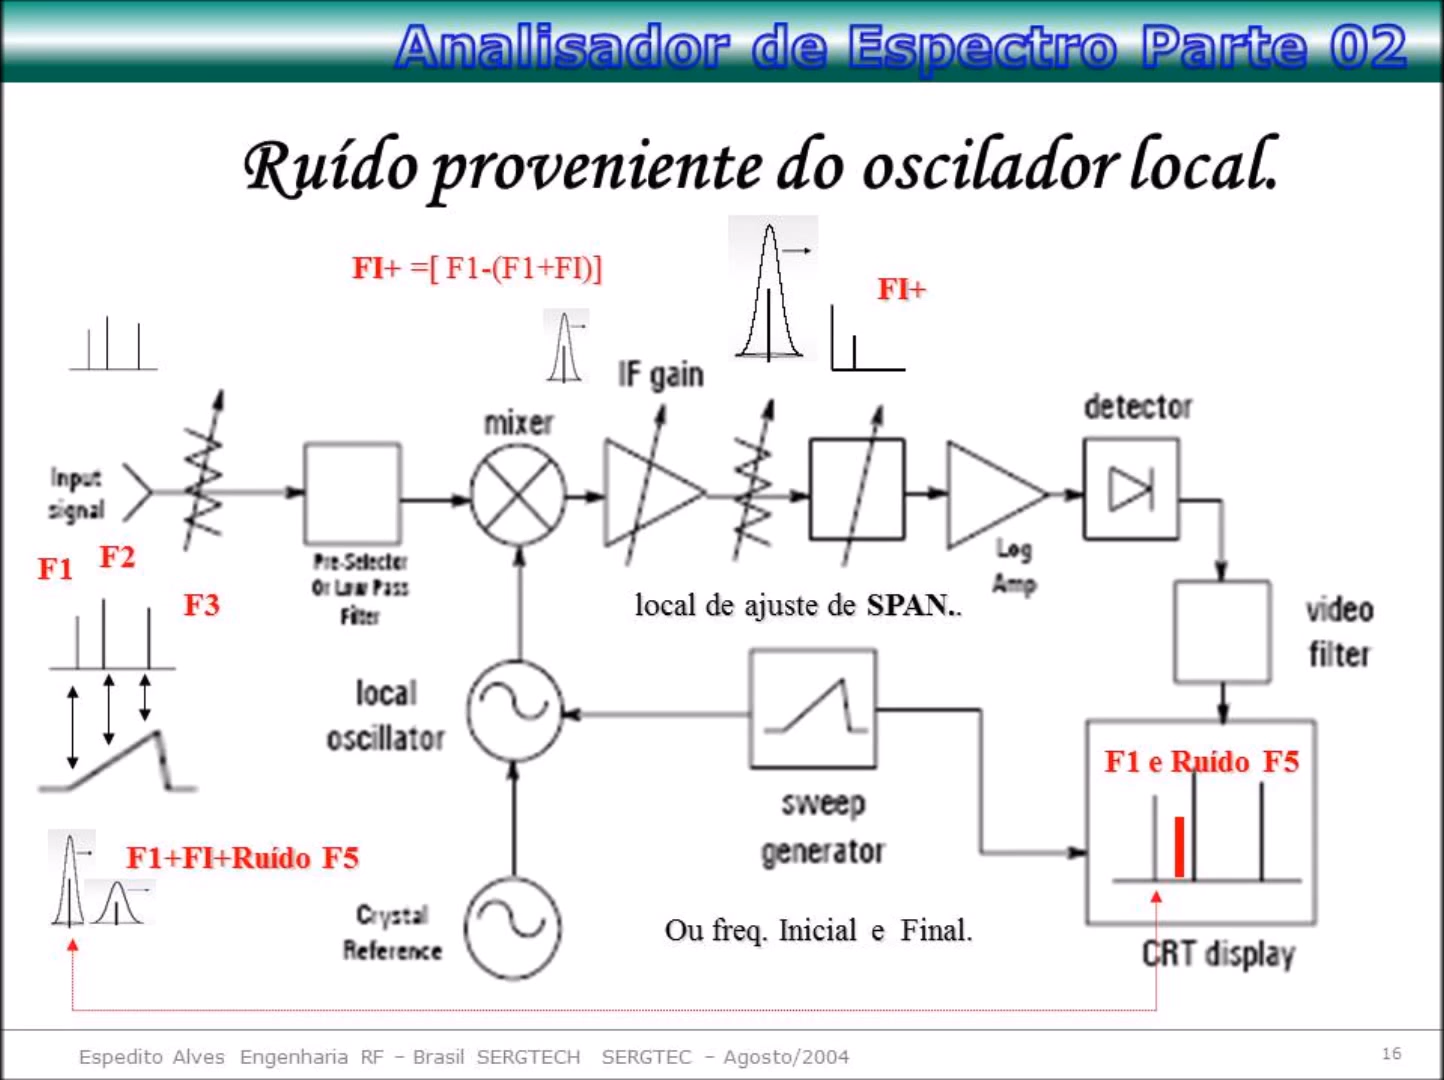 Analisador de Espectro Parte 02
Ruído proveniente do oscilador local.
FI+ =[ F1-(F1+FI)]
FI+
IF gain
mixer
detector
Input
signal
F1
F2
F3
Pre-Selector
Or Low Pass
Filter
Log
Amp
local de ajuste de SPAN..
video
filter
local
oscillator
sweep
generator
F1 e Ruído F5
F1+FI+Ruído F5
Crystal
Reference
Ou freq. Inicial e Final.
CRT display
Espedito Alves Engenharia RF – Brasil SERGTECH SERGTEC – Agosto/2004
16